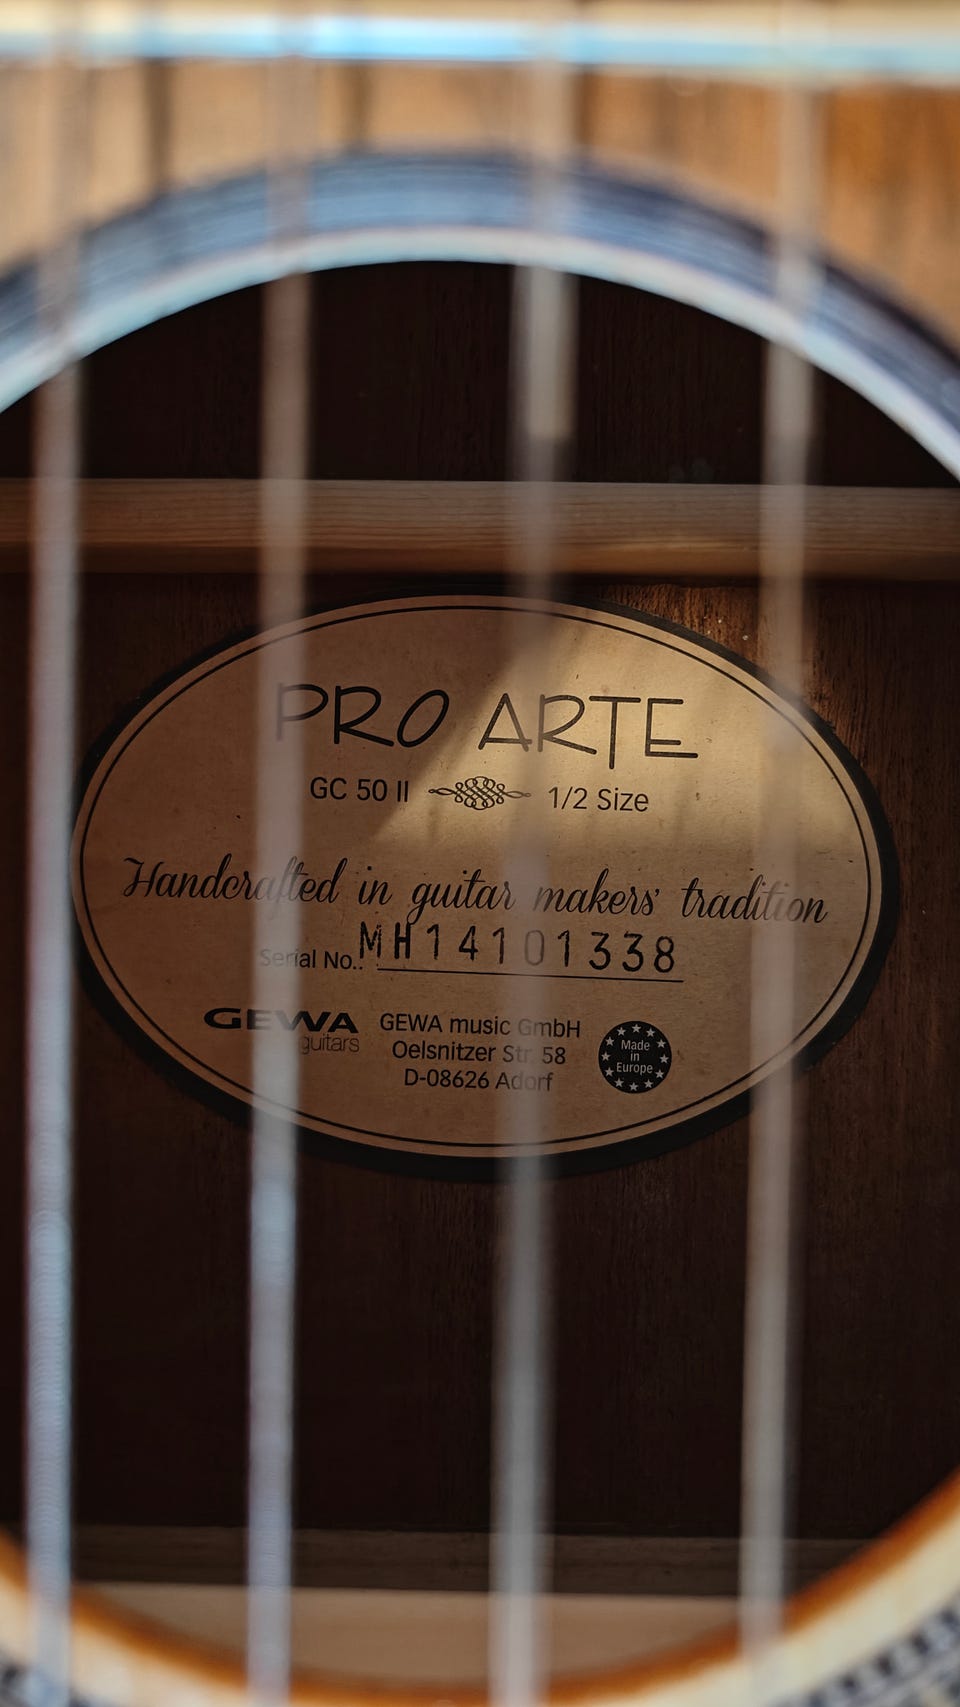 PRO ARTE
GC 50 II 1/2 Size
Handcrafted in guitar makers' tradition
Serial No.: MH14101338
GEWA guitars
GEWA music GmbH
Oelsnitzer Str. 58
D-08626 Adorf
Made in Europe